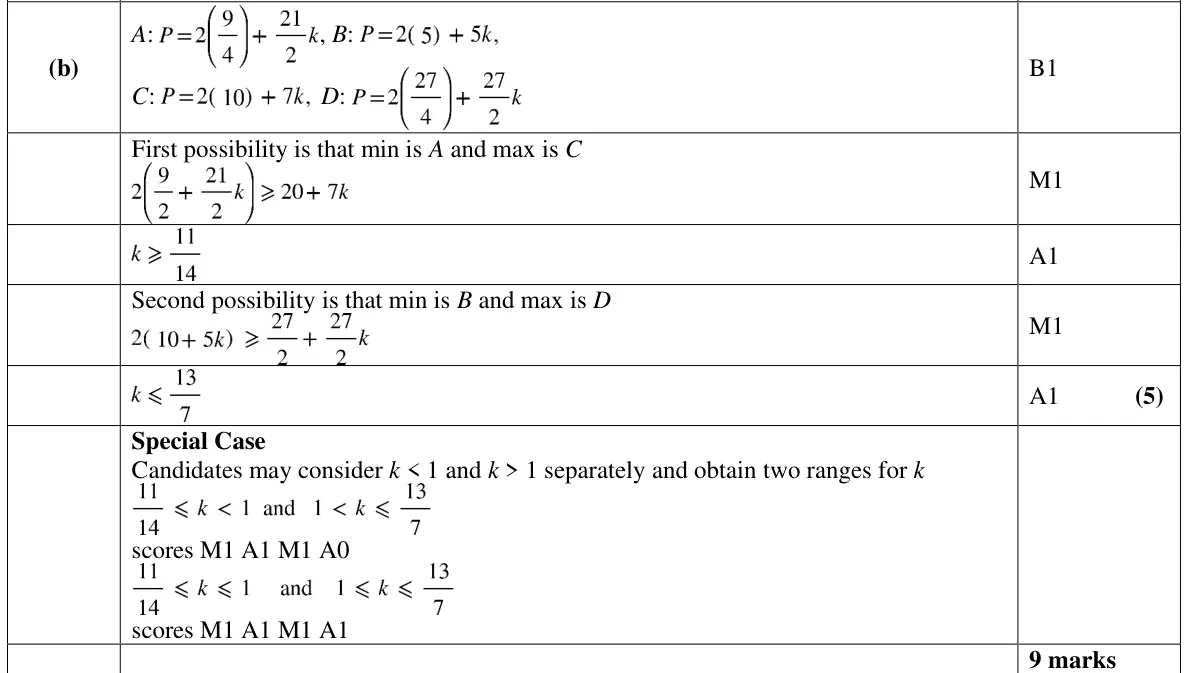 (b)
A: P = 2(9/4) + 21/2 k, B: P = 2( 5) + 5k,
C: P = 2( 10) + 7k, D: P = 2(27/4) + 27/2 k
B1
First possibility is that min is A and max is C
2(9/2 + 21/2 k) ⩾ 20 + 7k
M1
k ⩾ 11/14
A1
Second possibility is that min is B and max is D
2( 10 + 5k) ⩾ 27/2 + 27/2 k
M1
k ⩽ 13/7
A1 (5)
Special Case
Candidates may consider k < 1 and k > 1 separately and obtain two ranges for k
11/14 ⩽ k < 1 and 1 < k ⩽ 13/7
scores M1 A1 M1 A0
11/14 ⩽ k ⩽ 1 and 1 ⩽ k ⩽ 13/7
scores M1 A1 M1 A1
9 marks